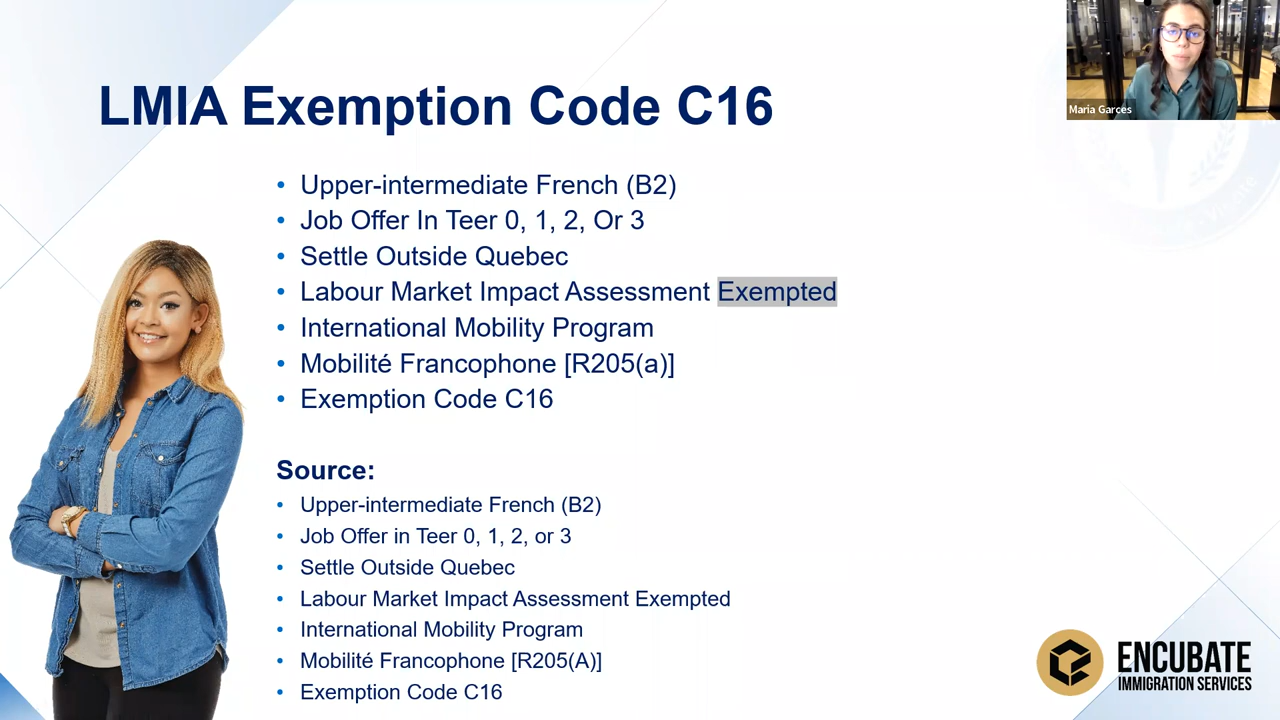 Maria Garces
LMIA Exemption Code C16
• Upper-intermediate French (B2)
• Job Offer In Teer 0, 1, 2, Or 3
• Settle Outside Quebec
• Labour Market Impact Assessment Exempted
• International Mobility Program
• Mobilité Francophone [R205(a)]
• Exemption Code C16
Source:
• Upper-intermediate French (B2)
• Job Offer in Teer 0, 1, 2, or 3
• Settle Outside Quebec
• Labour Market Impact Assessment Exempted
• International Mobility Program
• Mobilité Francophone [R205(A)]
• Exemption Code C16
ENCUBATE
IMMIGRATION SERVICES